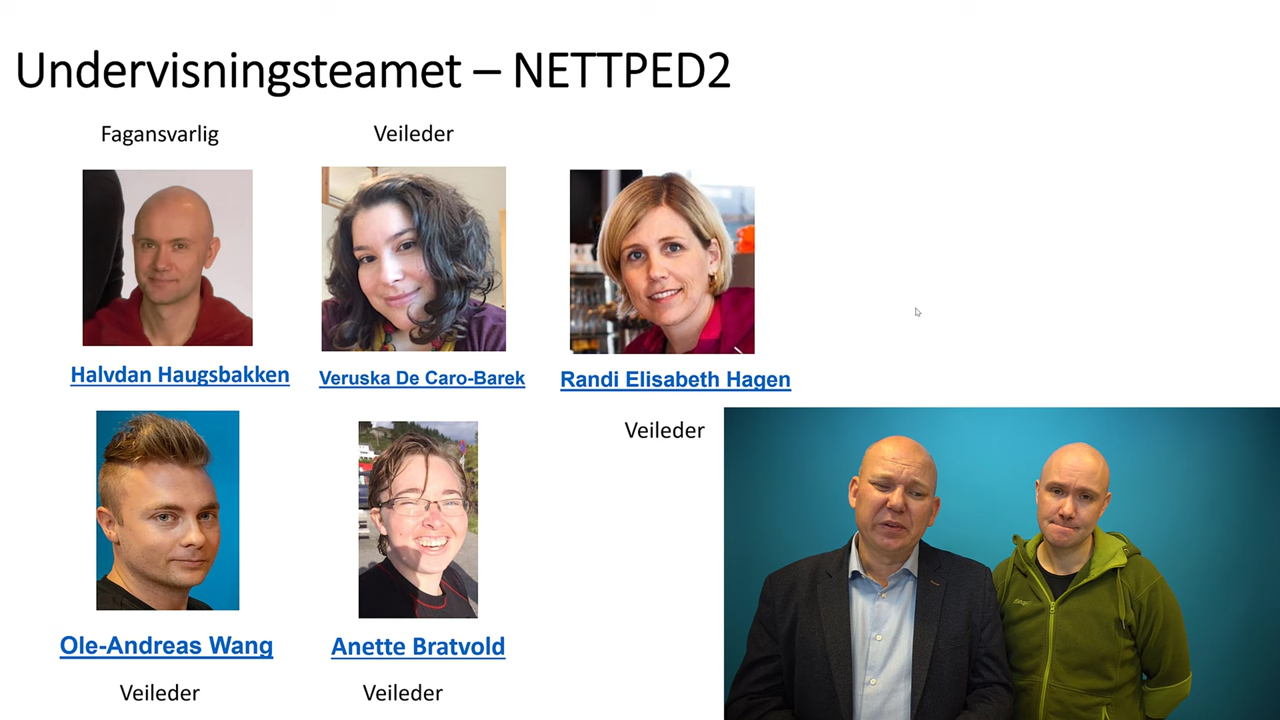 Undervisningsteamet – NETTPED2
Fagansvarlig
Veileder
Halvdan Haugsbakken
Veruska De Caro-Barek
Randi Elisabeth Hagen
Veileder
Ole-Andreas Wang
Anette Bratvold
Veileder
Veileder